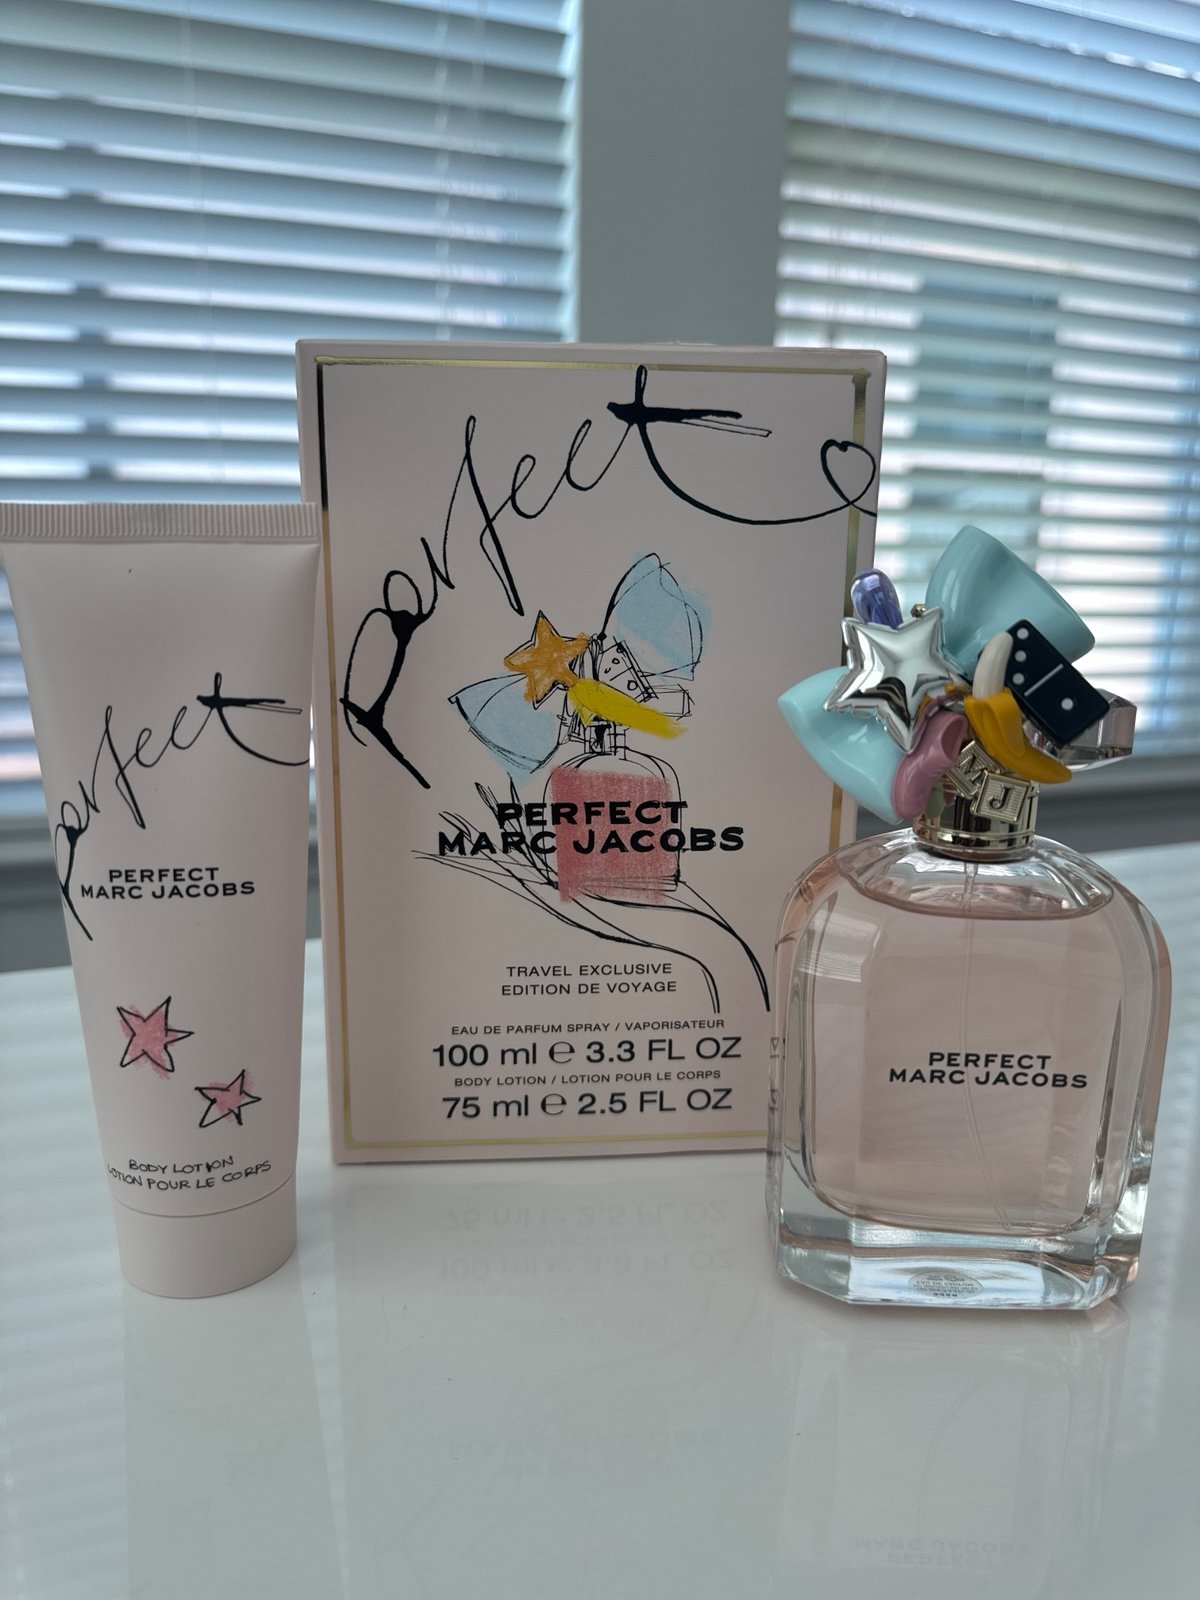 perfect
PERFECT
MARC JACOBS
BODY LOTION
LOTION POUR LE CORPS
perfect
PERFECT
MARC JACOBS
TRAVEL EXCLUSIVE
EDITION DE VOYAGE
EAU DE PARFUM SPRAY / VAPORISATEUR
100 ml e 3.3 FL OZ
BODY LOTION / LOTION POUR LE CORPS
75 ml e 2.5 FL OZ
MJ
PERFECT
MARC JACOBS